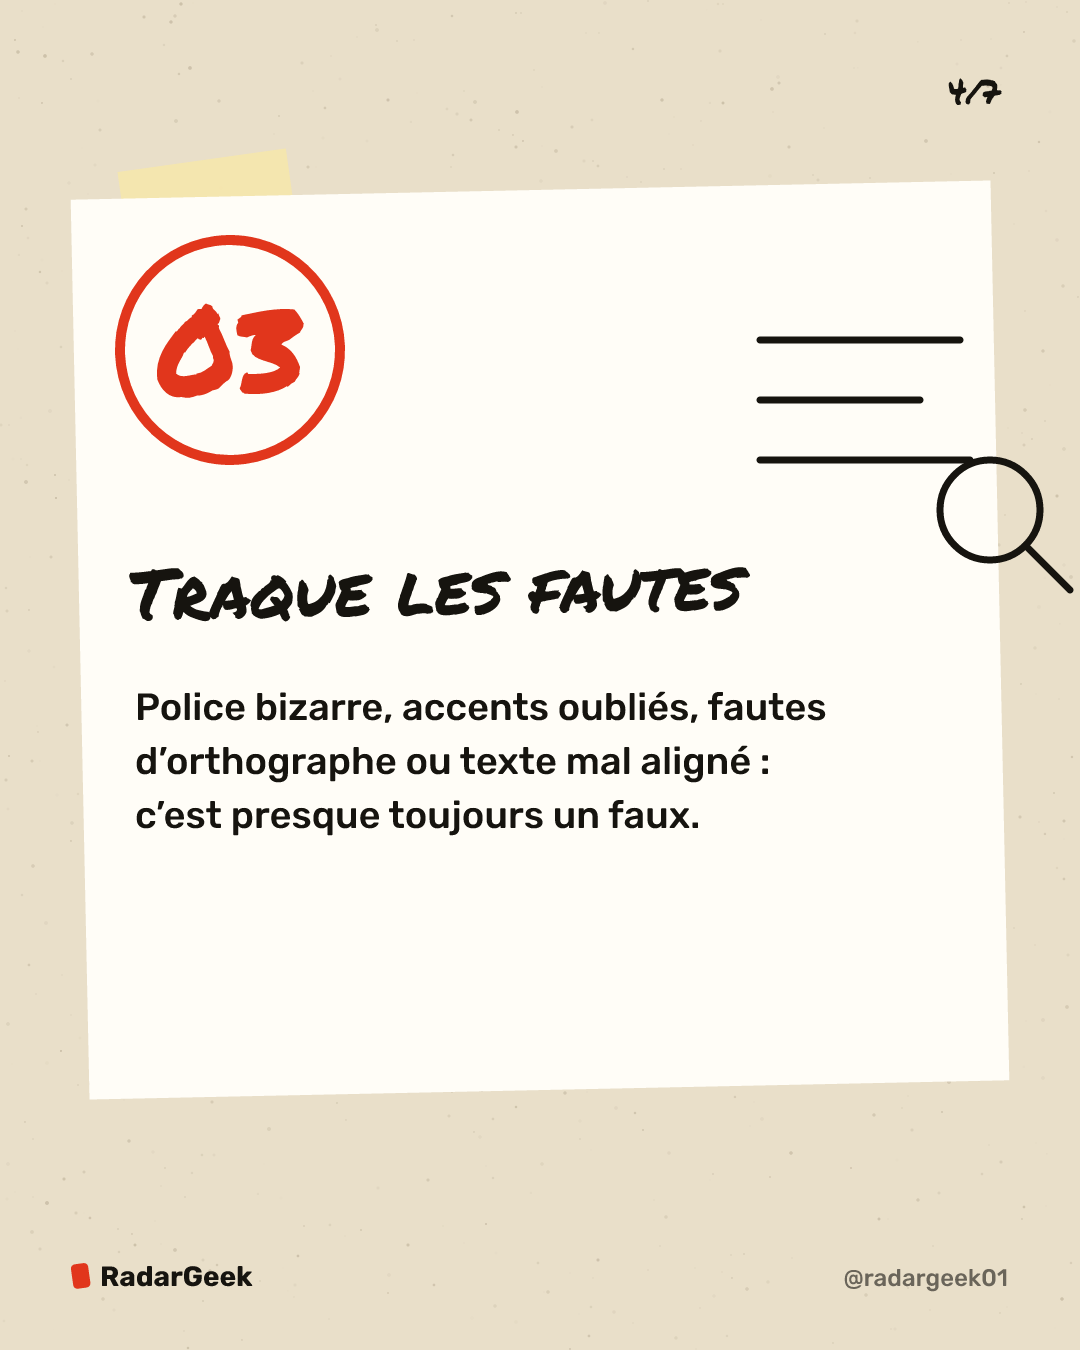 4/7
03
Traque les fautes
Police bizarre, accents oubliés, fautes
d’orthographe ou texte mal aligné :
c’est presque toujours un faux.
RadarGeek
@radargeek01